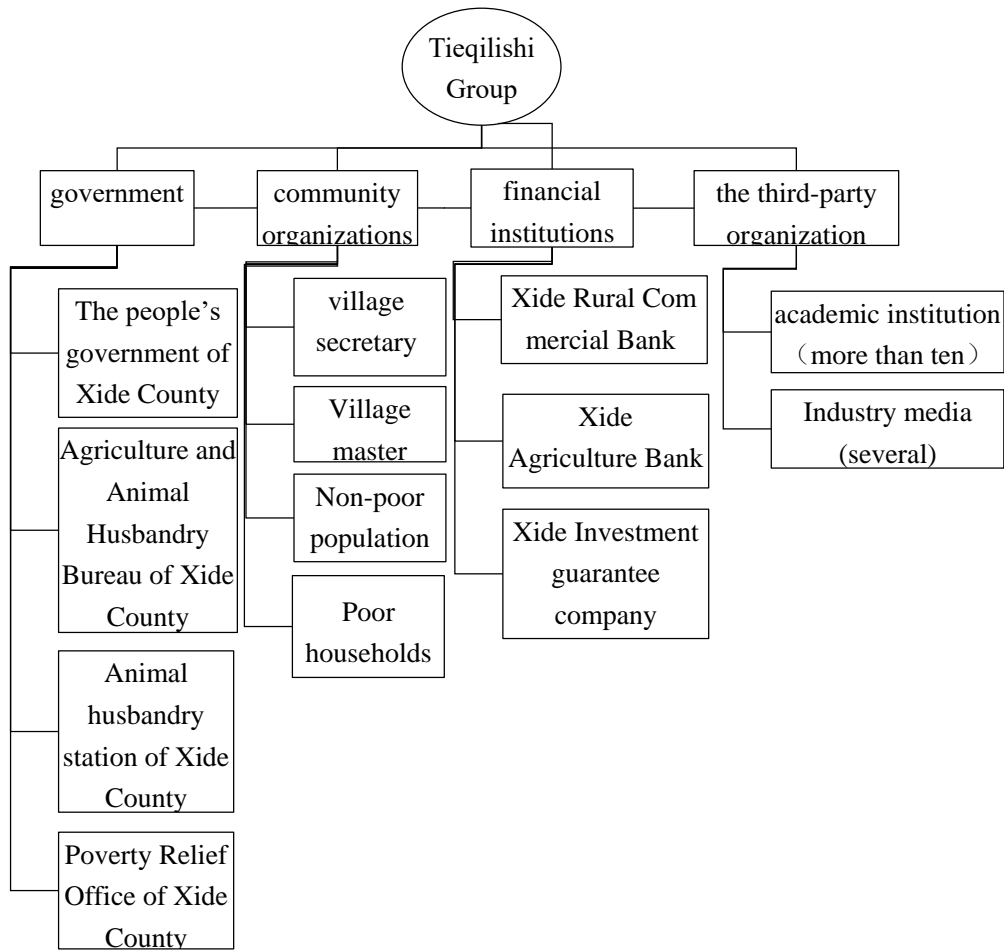 Tieqilishi
Group
government
community
organizations
financial
institutions
the third-party
organization
The people’s
government of
Xide County
Agriculture and
Animal
Husbandry
Bureau of Xide
County
Animal
husbandry
station of Xide
County
Poverty Relief
Office of Xide
County
village
secretary
Village
master
Non-poor
population
Poor
households
Xide Rural Com
mercial Bank
Xide
Agriculture Bank
Xide Investment
guarantee
company
academic institution
（more than ten）
Industry media
(several)